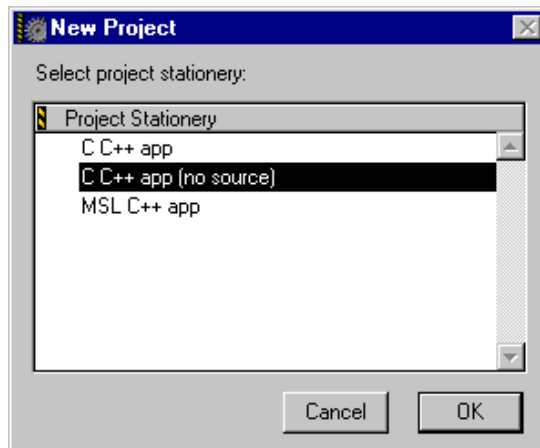 New Project
Select project stationery:
Project Stationery
C C++ app
C C++ app (no source)
MSL C++ app
Cancel
OK